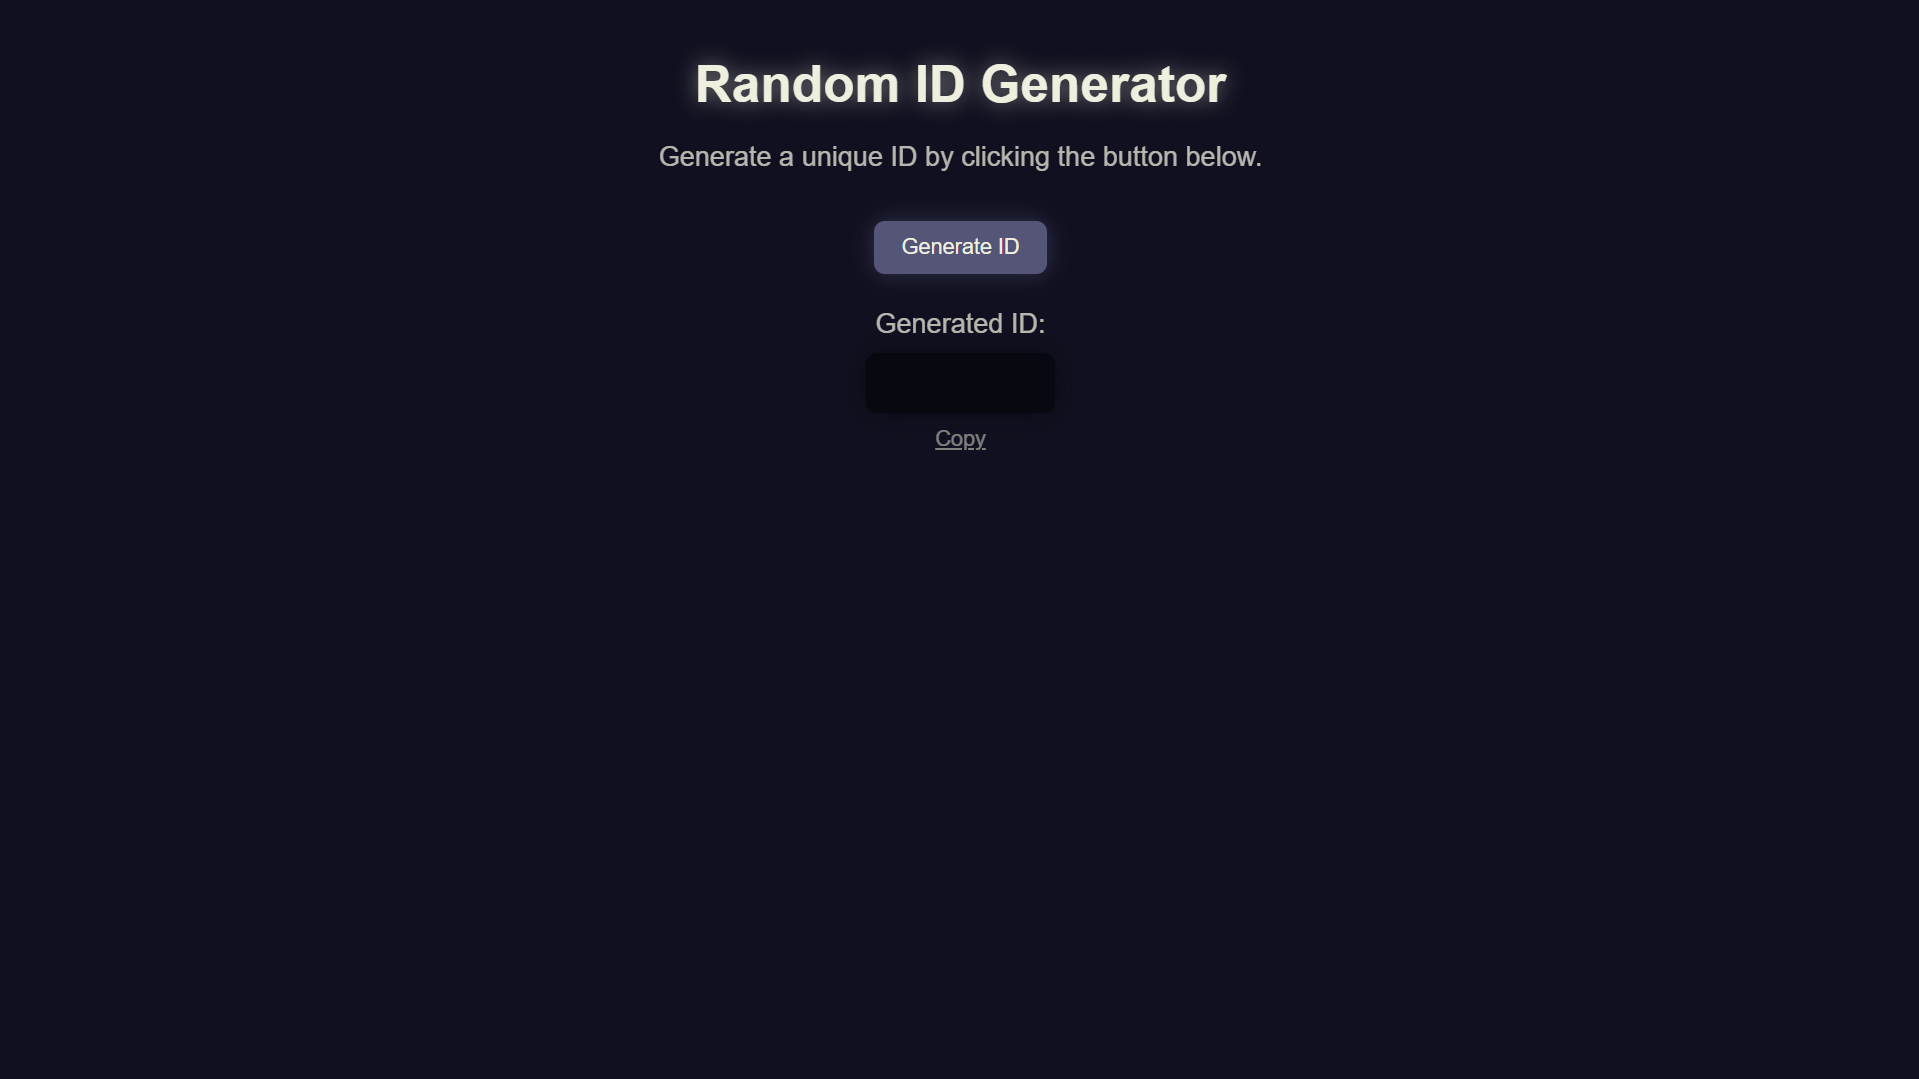 Random ID Generator
Generate a unique ID by clicking the button below.
Generate ID
Generated ID:
Copy